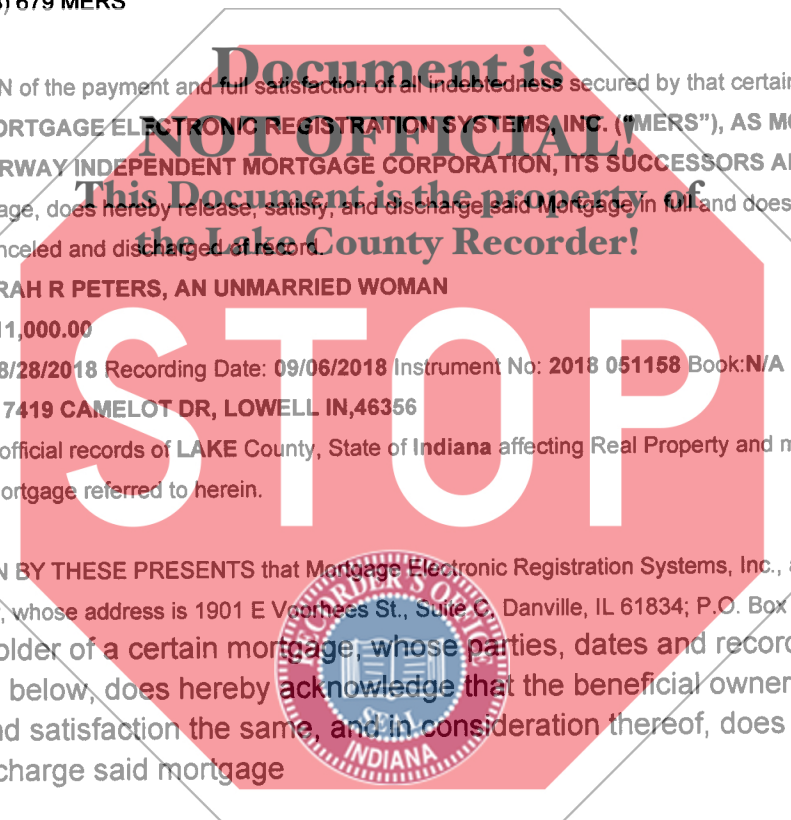 679 MERS
Document is
N of the payment and full satisfaction of all indebtedness secured by that certain
NOT OFFICIAL!
ORTGAGE ELECTRONIC REGISTRATION SYSTEMS, INC. ("MERS"), AS MO
RWAY INDEPENDENT MORTGAGE CORPORATION, ITS SUCCESSORS A
This Document is the property of
age, does hereby release, satisfy, and discharge said Mortgage in full and does
the Lake County Recorder!
nceled and discharged of record.
RAH R PETERS, AN UNMARRIED WOMAN
11,000.00
8/28/2018 Recording Date: 09/06/2018 Instrument No: 2018 051158 Book:N/A
7419 CAMELOT DR, LOWELL IN,46356
official records of LAKE County, State of Indiana affecting Real Property and m
ortgage referred to herein.
STOP
N BY THESE PRESENTS that Mortgage Electronic Registration Systems, Inc., a
, whose address is 1901 E Voorhees St., Suite C, Danville, IL 61834; P.O. Box
older of a certain mortgage, whose parties, dates and record
below, does hereby acknowledge that the beneficial owner
nd satisfaction the same, and in consideration thereof, does
charge said mortgage
RECORDER'S OFFICE
SEAL
INDIANA